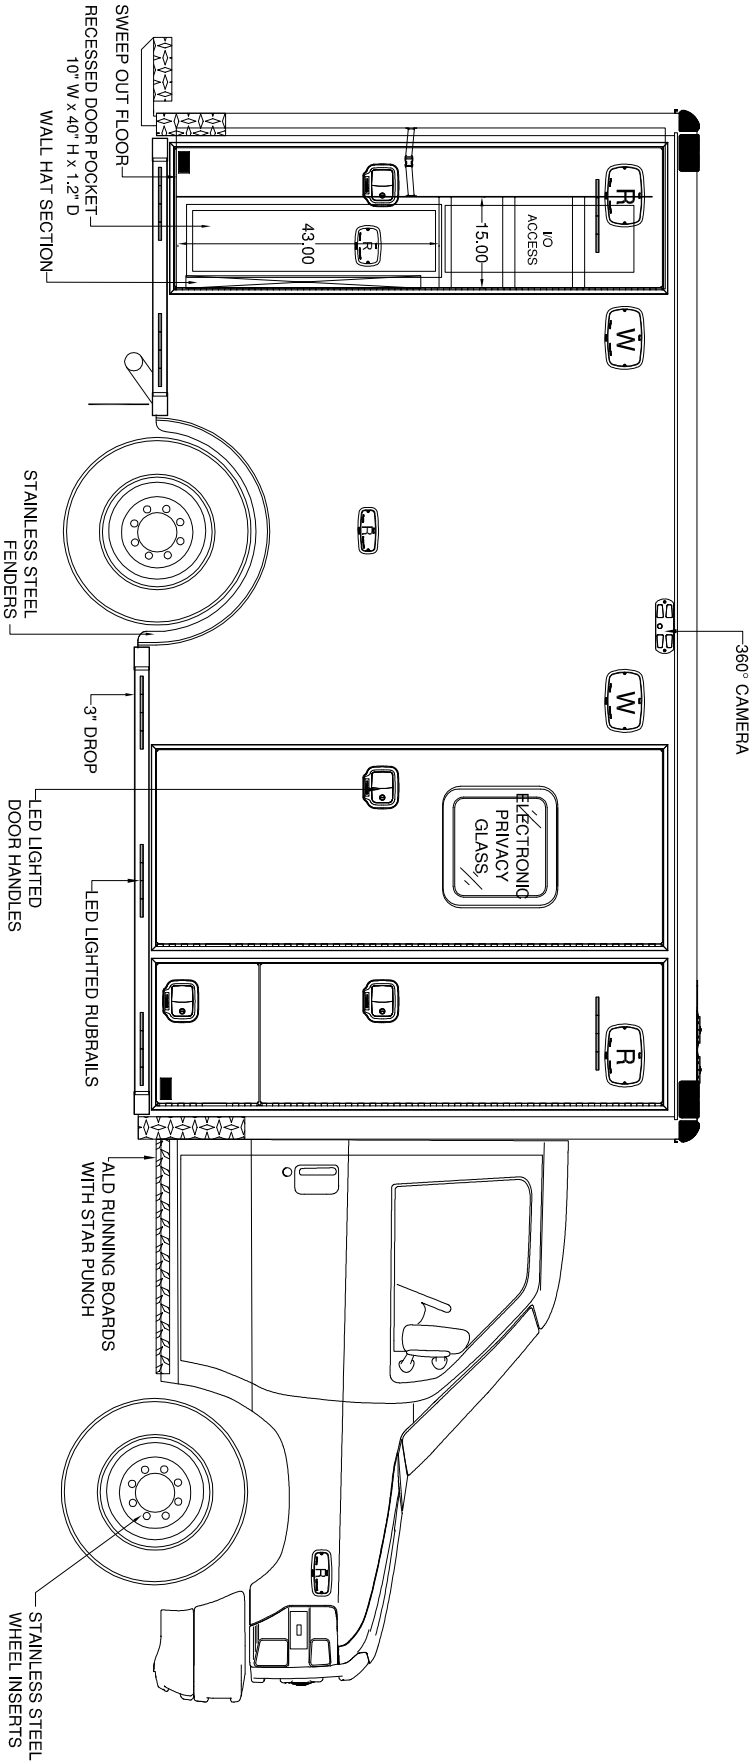 360° CAMERA
R
W
W
R
I/O
ACCESS
15.00
43.00
R
R
ELECTRONIC
PRIVACY
GLASS
R
SWEEP OUT FLOOR
RECESSED DOOR POCKET
10" W x 40" H x 1.2" D
WALL HAT SECTION
STAINLESS STEEL
FENDERS
3" DROP
LED LIGHTED
DOOR HANDLES
LED LIGHTED RUBRAILS
ALD RUNNING BOARDS
WITH STAR PUNCH
STAINLESS STEEL
WHEEL INSERTS